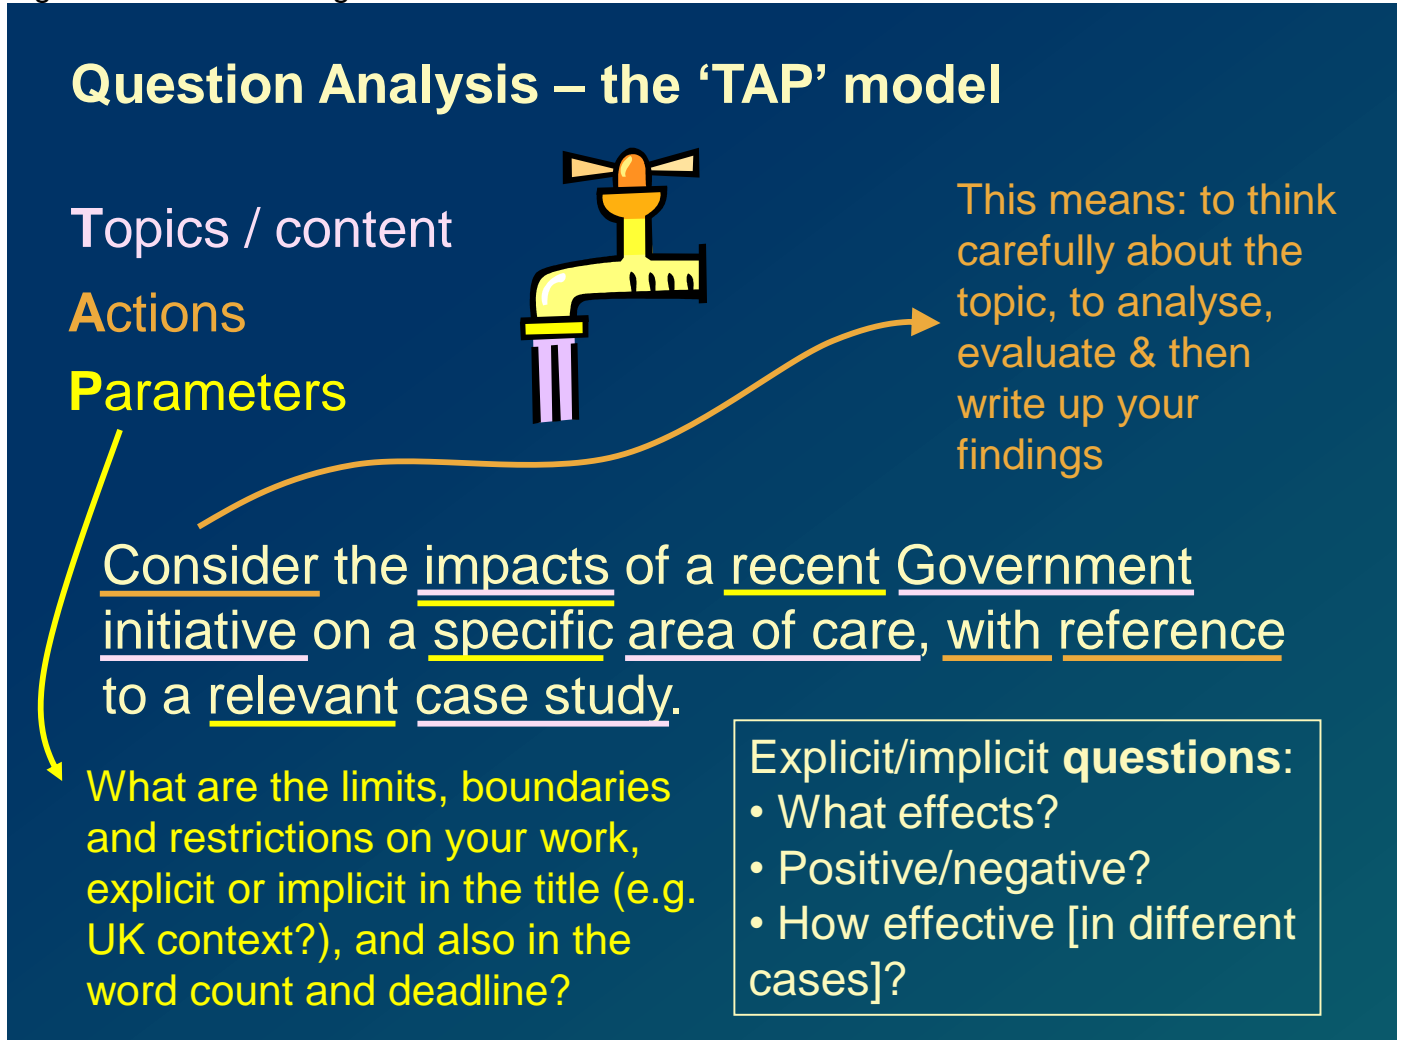 Question Analysis – the ‘TAP’ model
Topics / content
Actions
Parameters
This means: to think
carefully about the
topic, to analyse,
evaluate & then
write up your
findings
Consider the impacts of a recent Government
initiative on a specific area of care, with reference
to a relevant case study.
What are the limits, boundaries
and restrictions on your work,
explicit or implicit in the title (e.g.
UK context?), and also in the
word count and deadline?
Explicit/implicit questions:
• What effects?
• Positive/negative?
• How effective [in different
cases]?